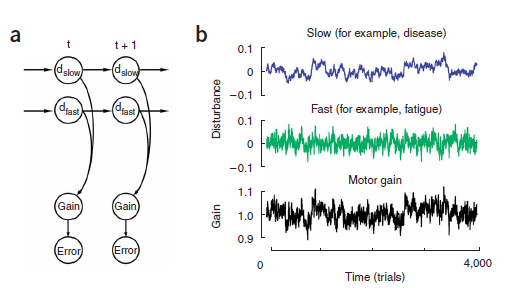 a
t
t + 1
d slow
d slow
d fast
d fast
Gain
Gain
Error
Error
b
Slow (for example, disease)
0.1
0
−0.1
Disturbance
Fast (for example, fatigue)
0.1
0
−0.1
Motor gain
1.1
1.0
0.9
Gain
0
4,000
Time (trials)